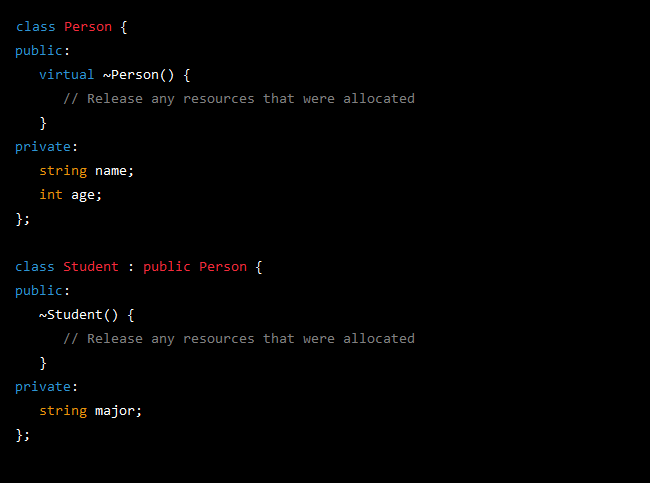 class Person {
public:
   virtual ~Person() {
      // Release any resources that were allocated
   }
private:
   string name;
   int age;
};

class Student : public Person {
public:
   ~Student() {
      // Release any resources that were allocated
   }
private:
   string major;
};